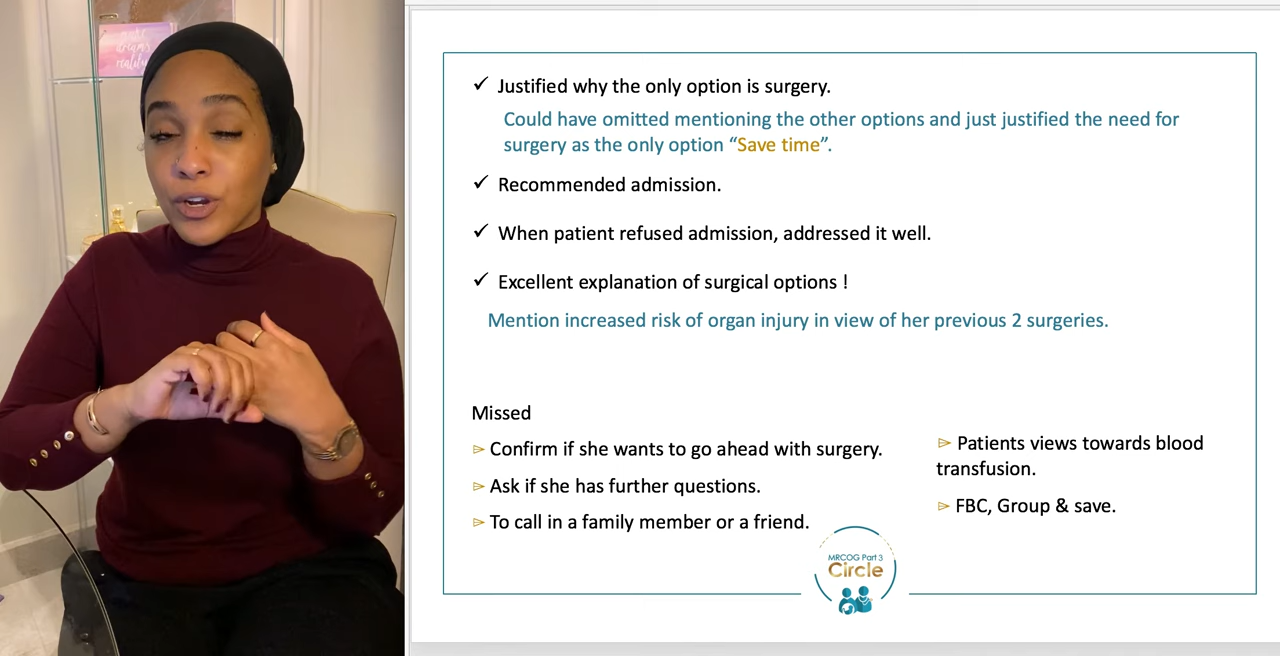 make
dreams
reality
✓ Justified why the only option is surgery.
Could have omitted mentioning the other options and just justified the need for
surgery as the only option “Save time”.
✓ Recommended admission.
✓ When patient refused admission, addressed it well.
✓ Excellent explanation of surgical options !
Mention increased risk of organ injury in view of her previous 2 surgeries.
Missed
Confirm if she wants to go ahead with surgery.
Ask if she has further questions.
To call in a family member or a friend.
Patients views towards blood
transfusion.
FBC, Group & save.
MRCOG Part 3
Circle